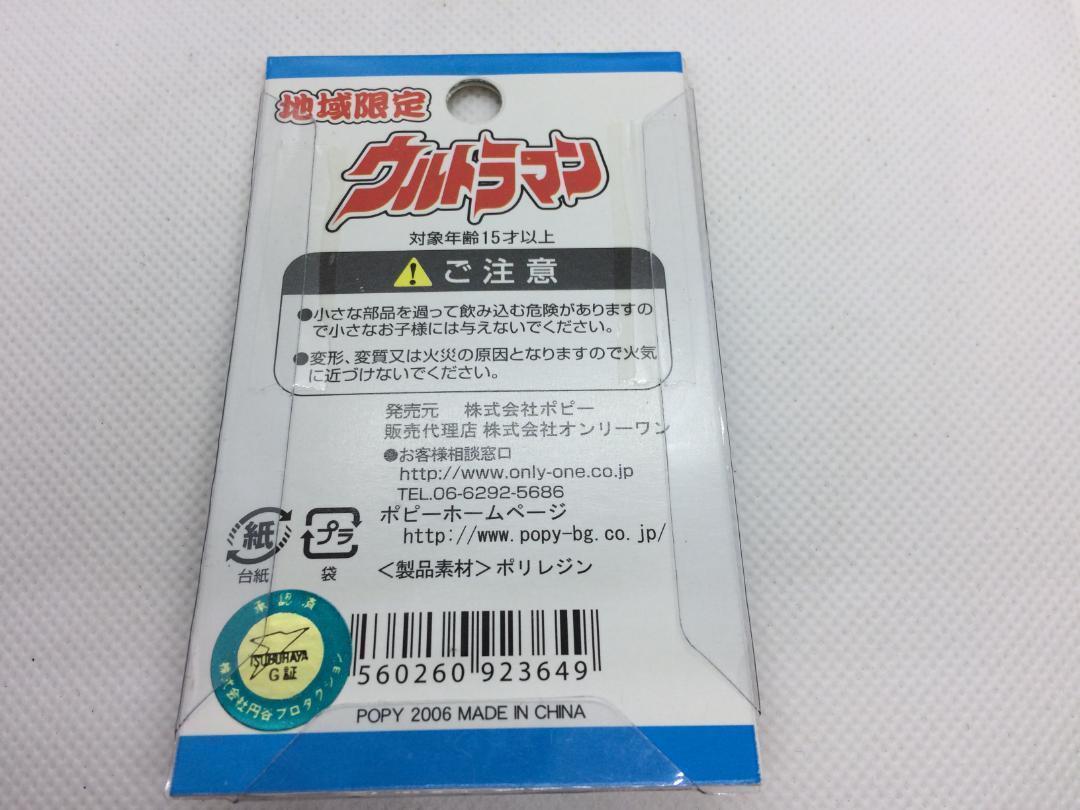 地域限定
ウルトラマン
対象年齢15才以上
ご注意
●小さな部品を過って飲み込む危険がありますの
で小さなお子様には与えないでください。
●変形、変質又は火災の原因となりますので火気
に近づけないでください。
発売元 株式会社ポピー
販売代理店 株式会社オンリーワン
●お客様相談窓口
http://www.only-one.co.jp
TEL.06-6292-5686
ポピーホームページ
http://www.popy-bg.co.jp/
紙
台紙
プラ
袋
<製品素材>ポリレジン
承認済
TSUBURAYA
G証
株式会社円谷プロダクション
560260 923649
POPY 2006 MADE IN CHINA